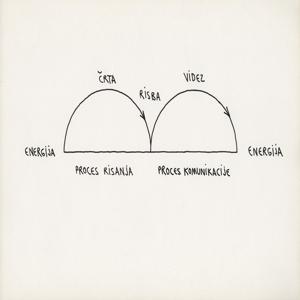 ČRTA
RISBA
VIDEZ
ENERGIJA
ENERGIJA
PROCES RISANJA
PROCES KOMUNIKACIJE